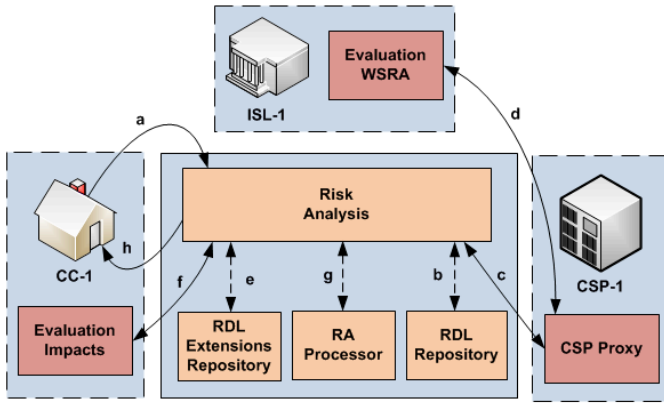 Evaluation
WSRA
ISL-1
a
d
Risk
Analysis
h
CC-1
f
e
g
b
c
CSP-1
Evaluation
Impacts
RDL
Extensions
Repository
RA
Processor
RDL
Repository
CSP Proxy